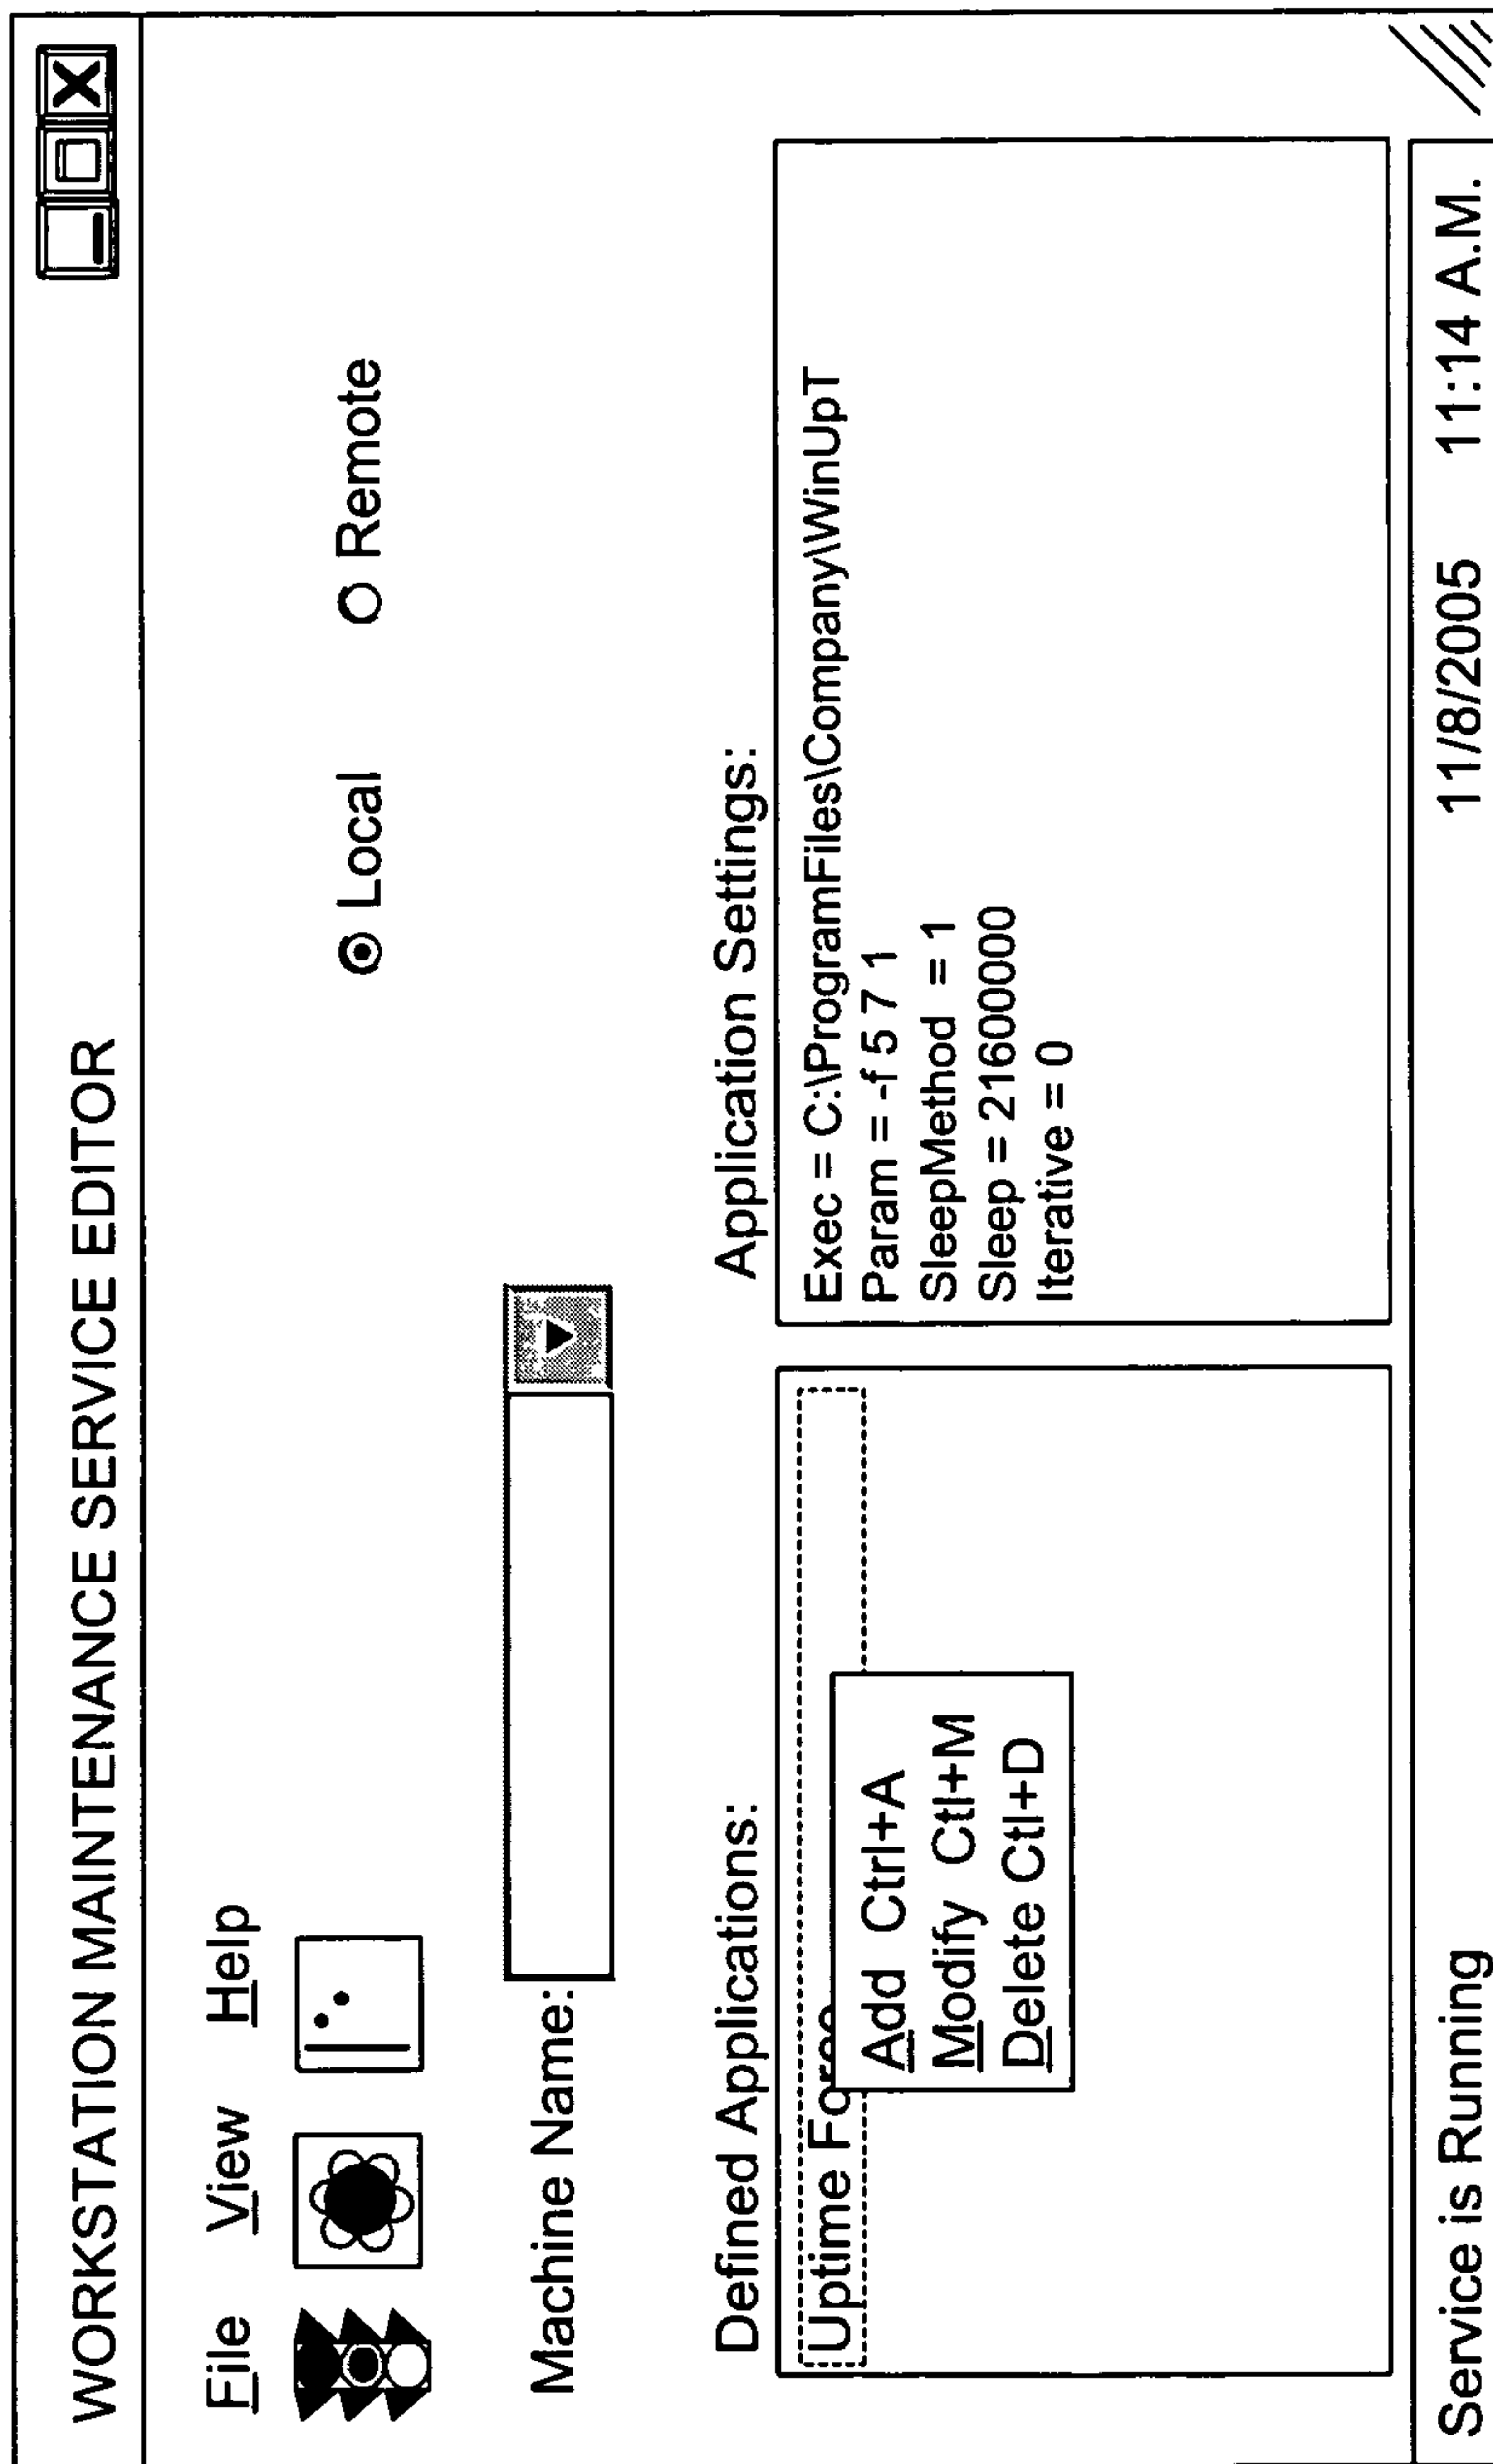 WORKSTATION MAINTENANCE SERVICE EDITOR
File View Help
Local Remote
Machine Name:
Defined Applications:
Uptime Force
Add Ctrl+A
Modify Ctl+M
Delete Ctl+D
Application Settings:
Exec = C:\ProgramFiles\Company\WinUpT
Param = -f 5 7 1
SleepMethod = 1
Sleep = 21600000
Iterative = 0
Service is Running 11/8/2005 11:14 A.M.